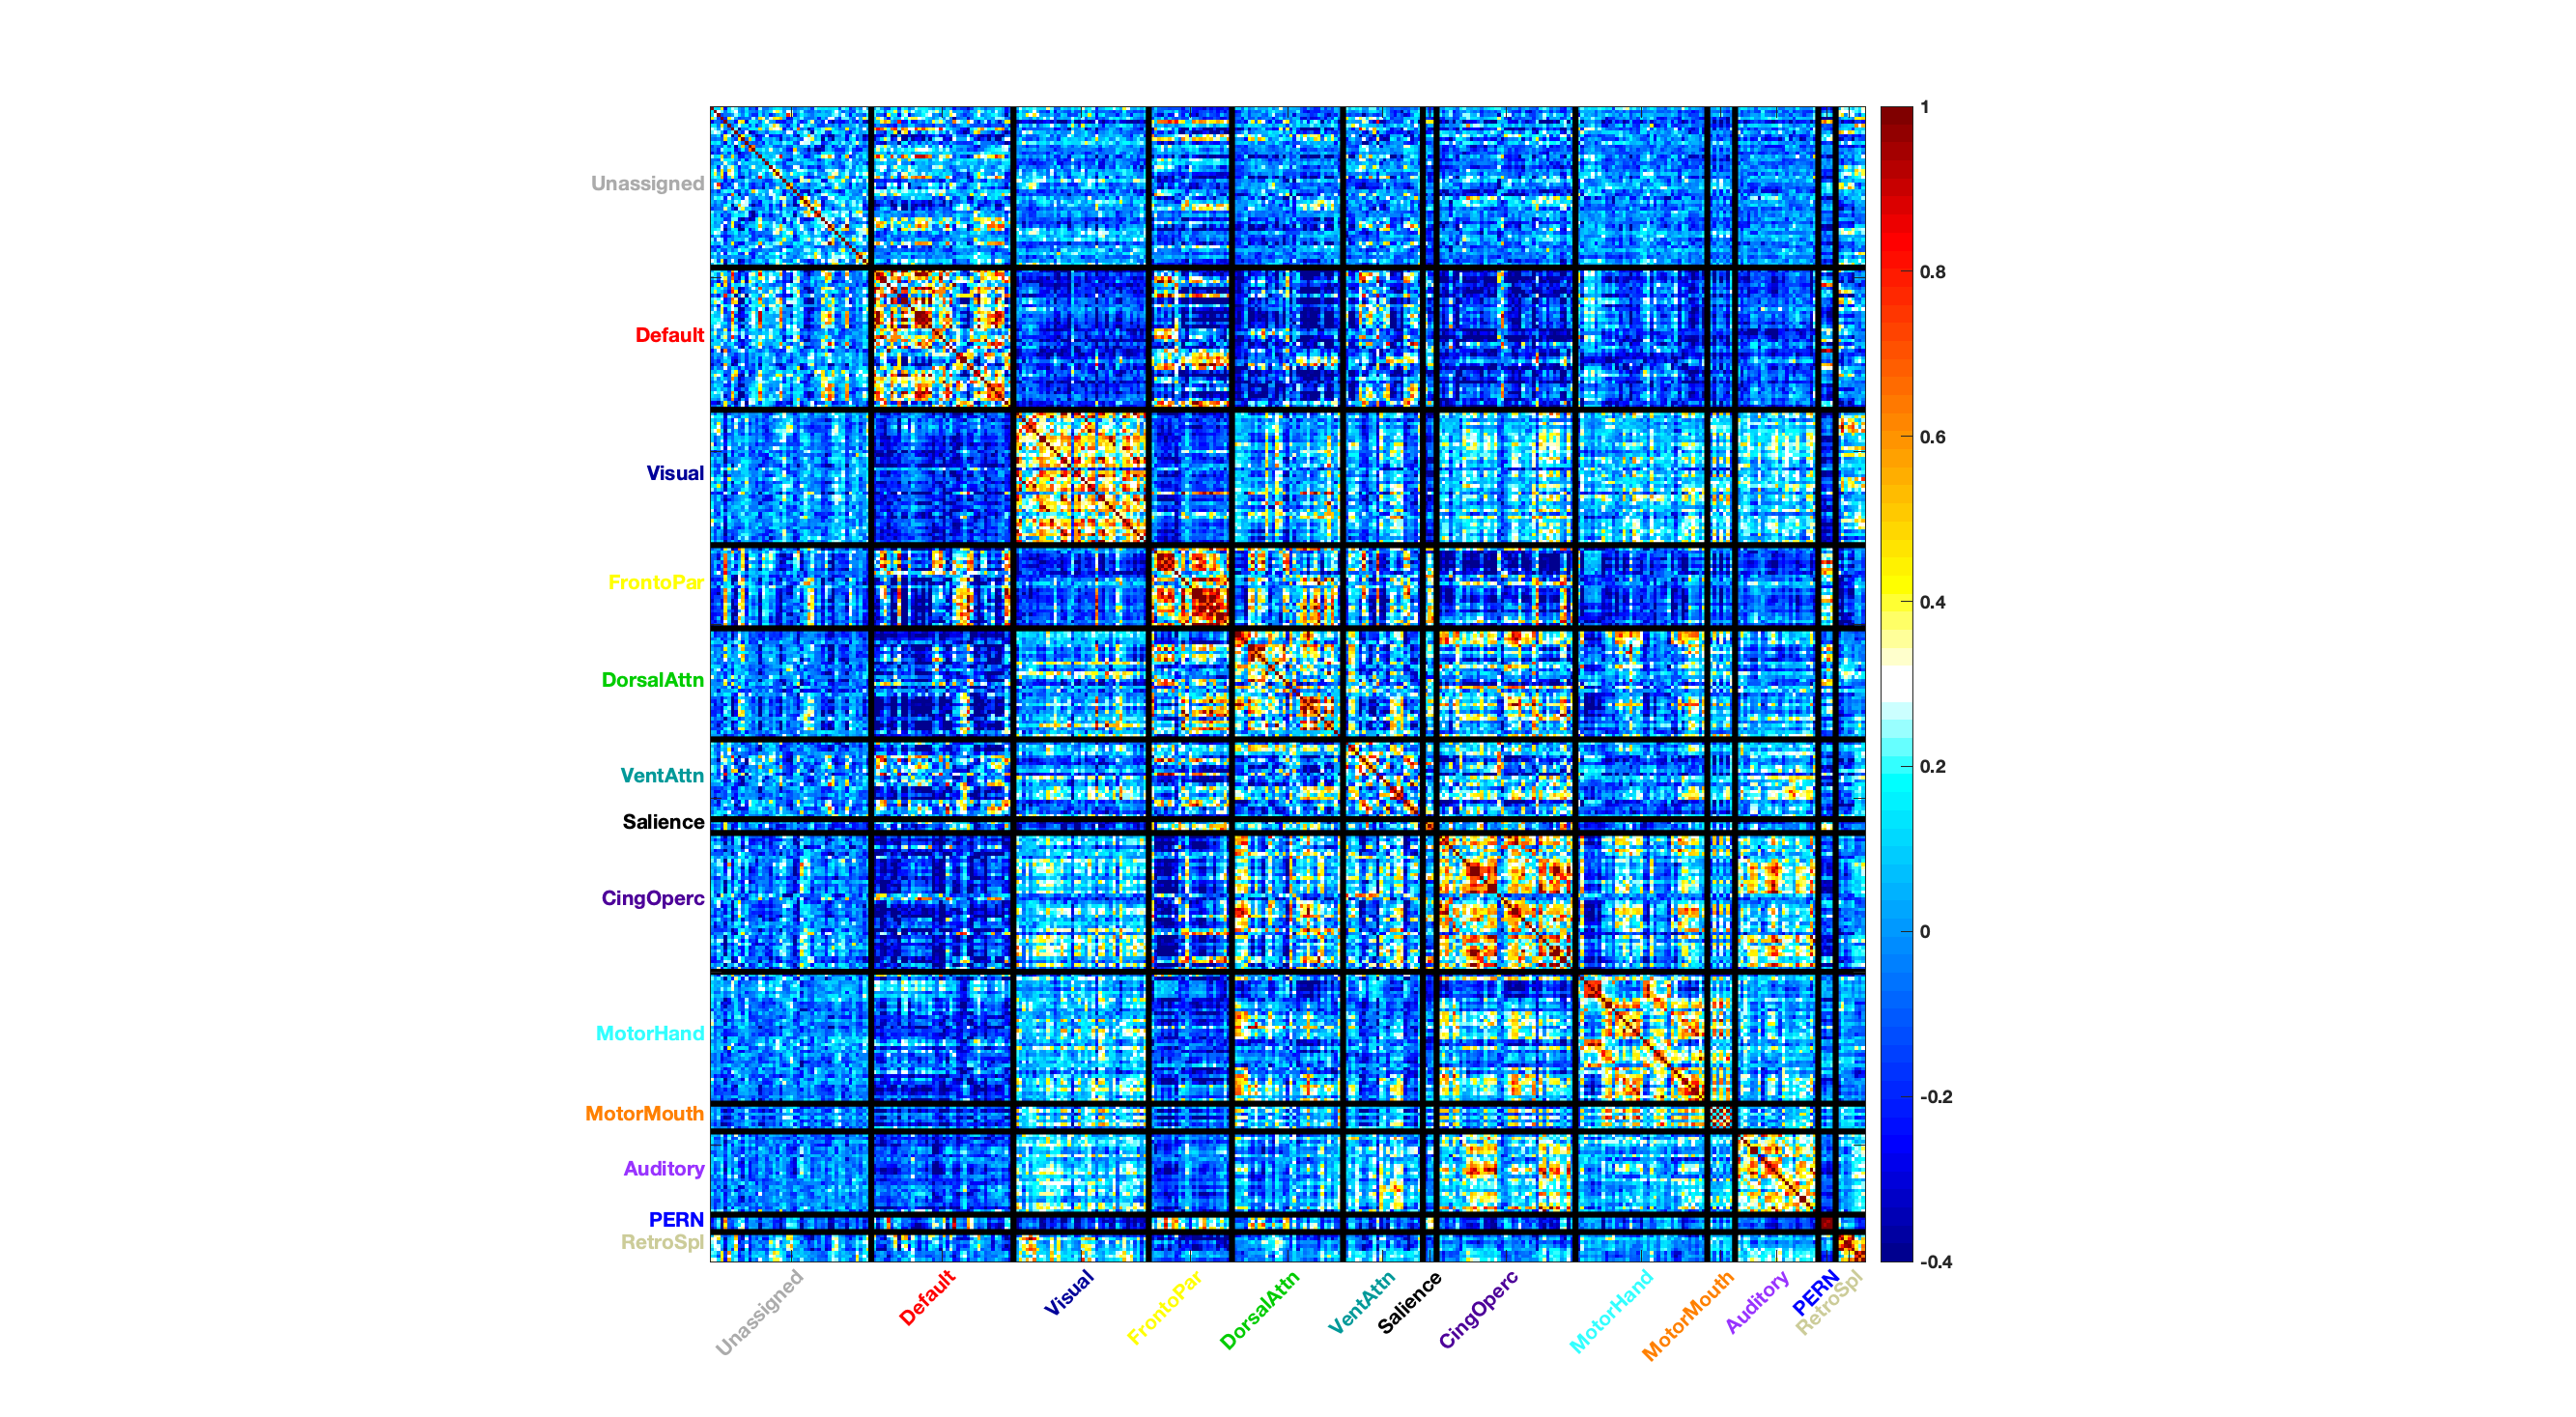 Unassigned
Default
Visual
FrontoPar
DorsalAttn
VentAttn
Salience
CingOperc
MotorHand
MotorMouth
Auditory
PERN
RetroSpl
Unassigned
Default
Visual
FrontoPar
DorsalAttn
VentAttn
Salience
CingOperc
MotorHand
MotorMouth
Auditory
PERN
RetroSpl
1
0.8
0.6
0.4
0.2
0
-0.2
-0.4